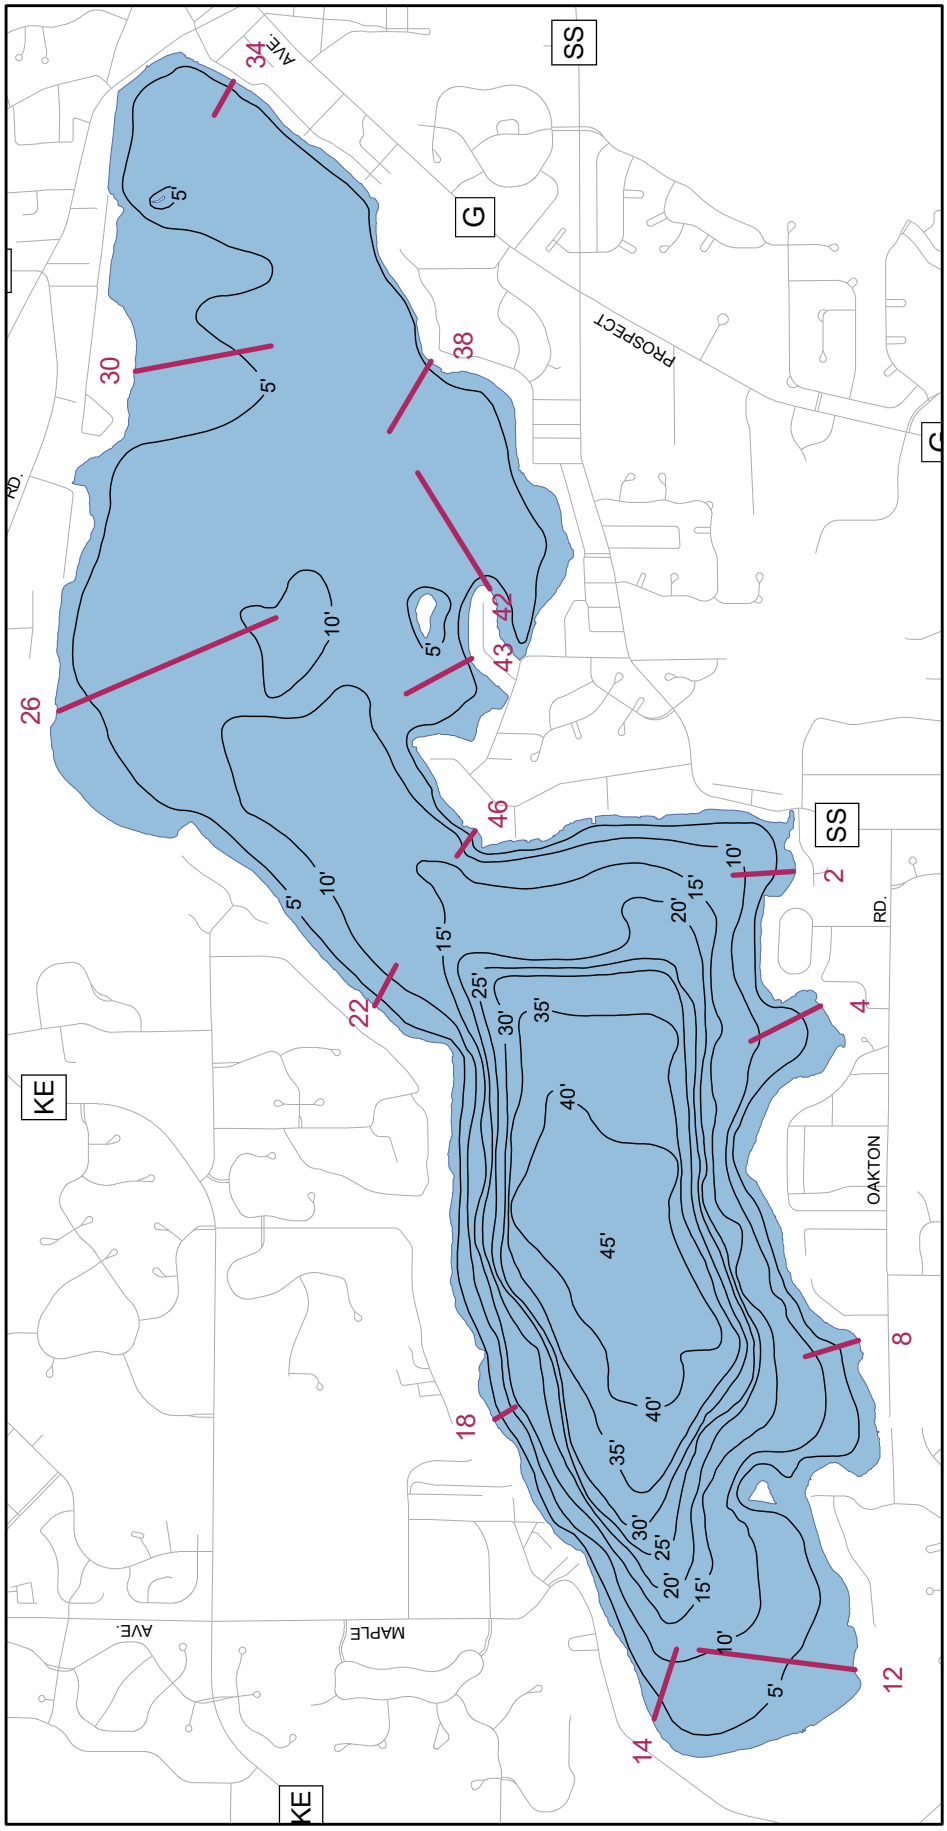 34
AVE.
SS
5'
G
30
38
5'
PROSPECT
RD.
G
42
10'
5'
43
26
46
SS
10'
2
15'
5'
10'
20'
RD.
15'
25'
22
30'
35'
4
KE
40'
OAKTON
45'
8
40'
18
35'
30'
25'
20'
15'
AVE.
MAPLE
10'
12
5'
14
KE